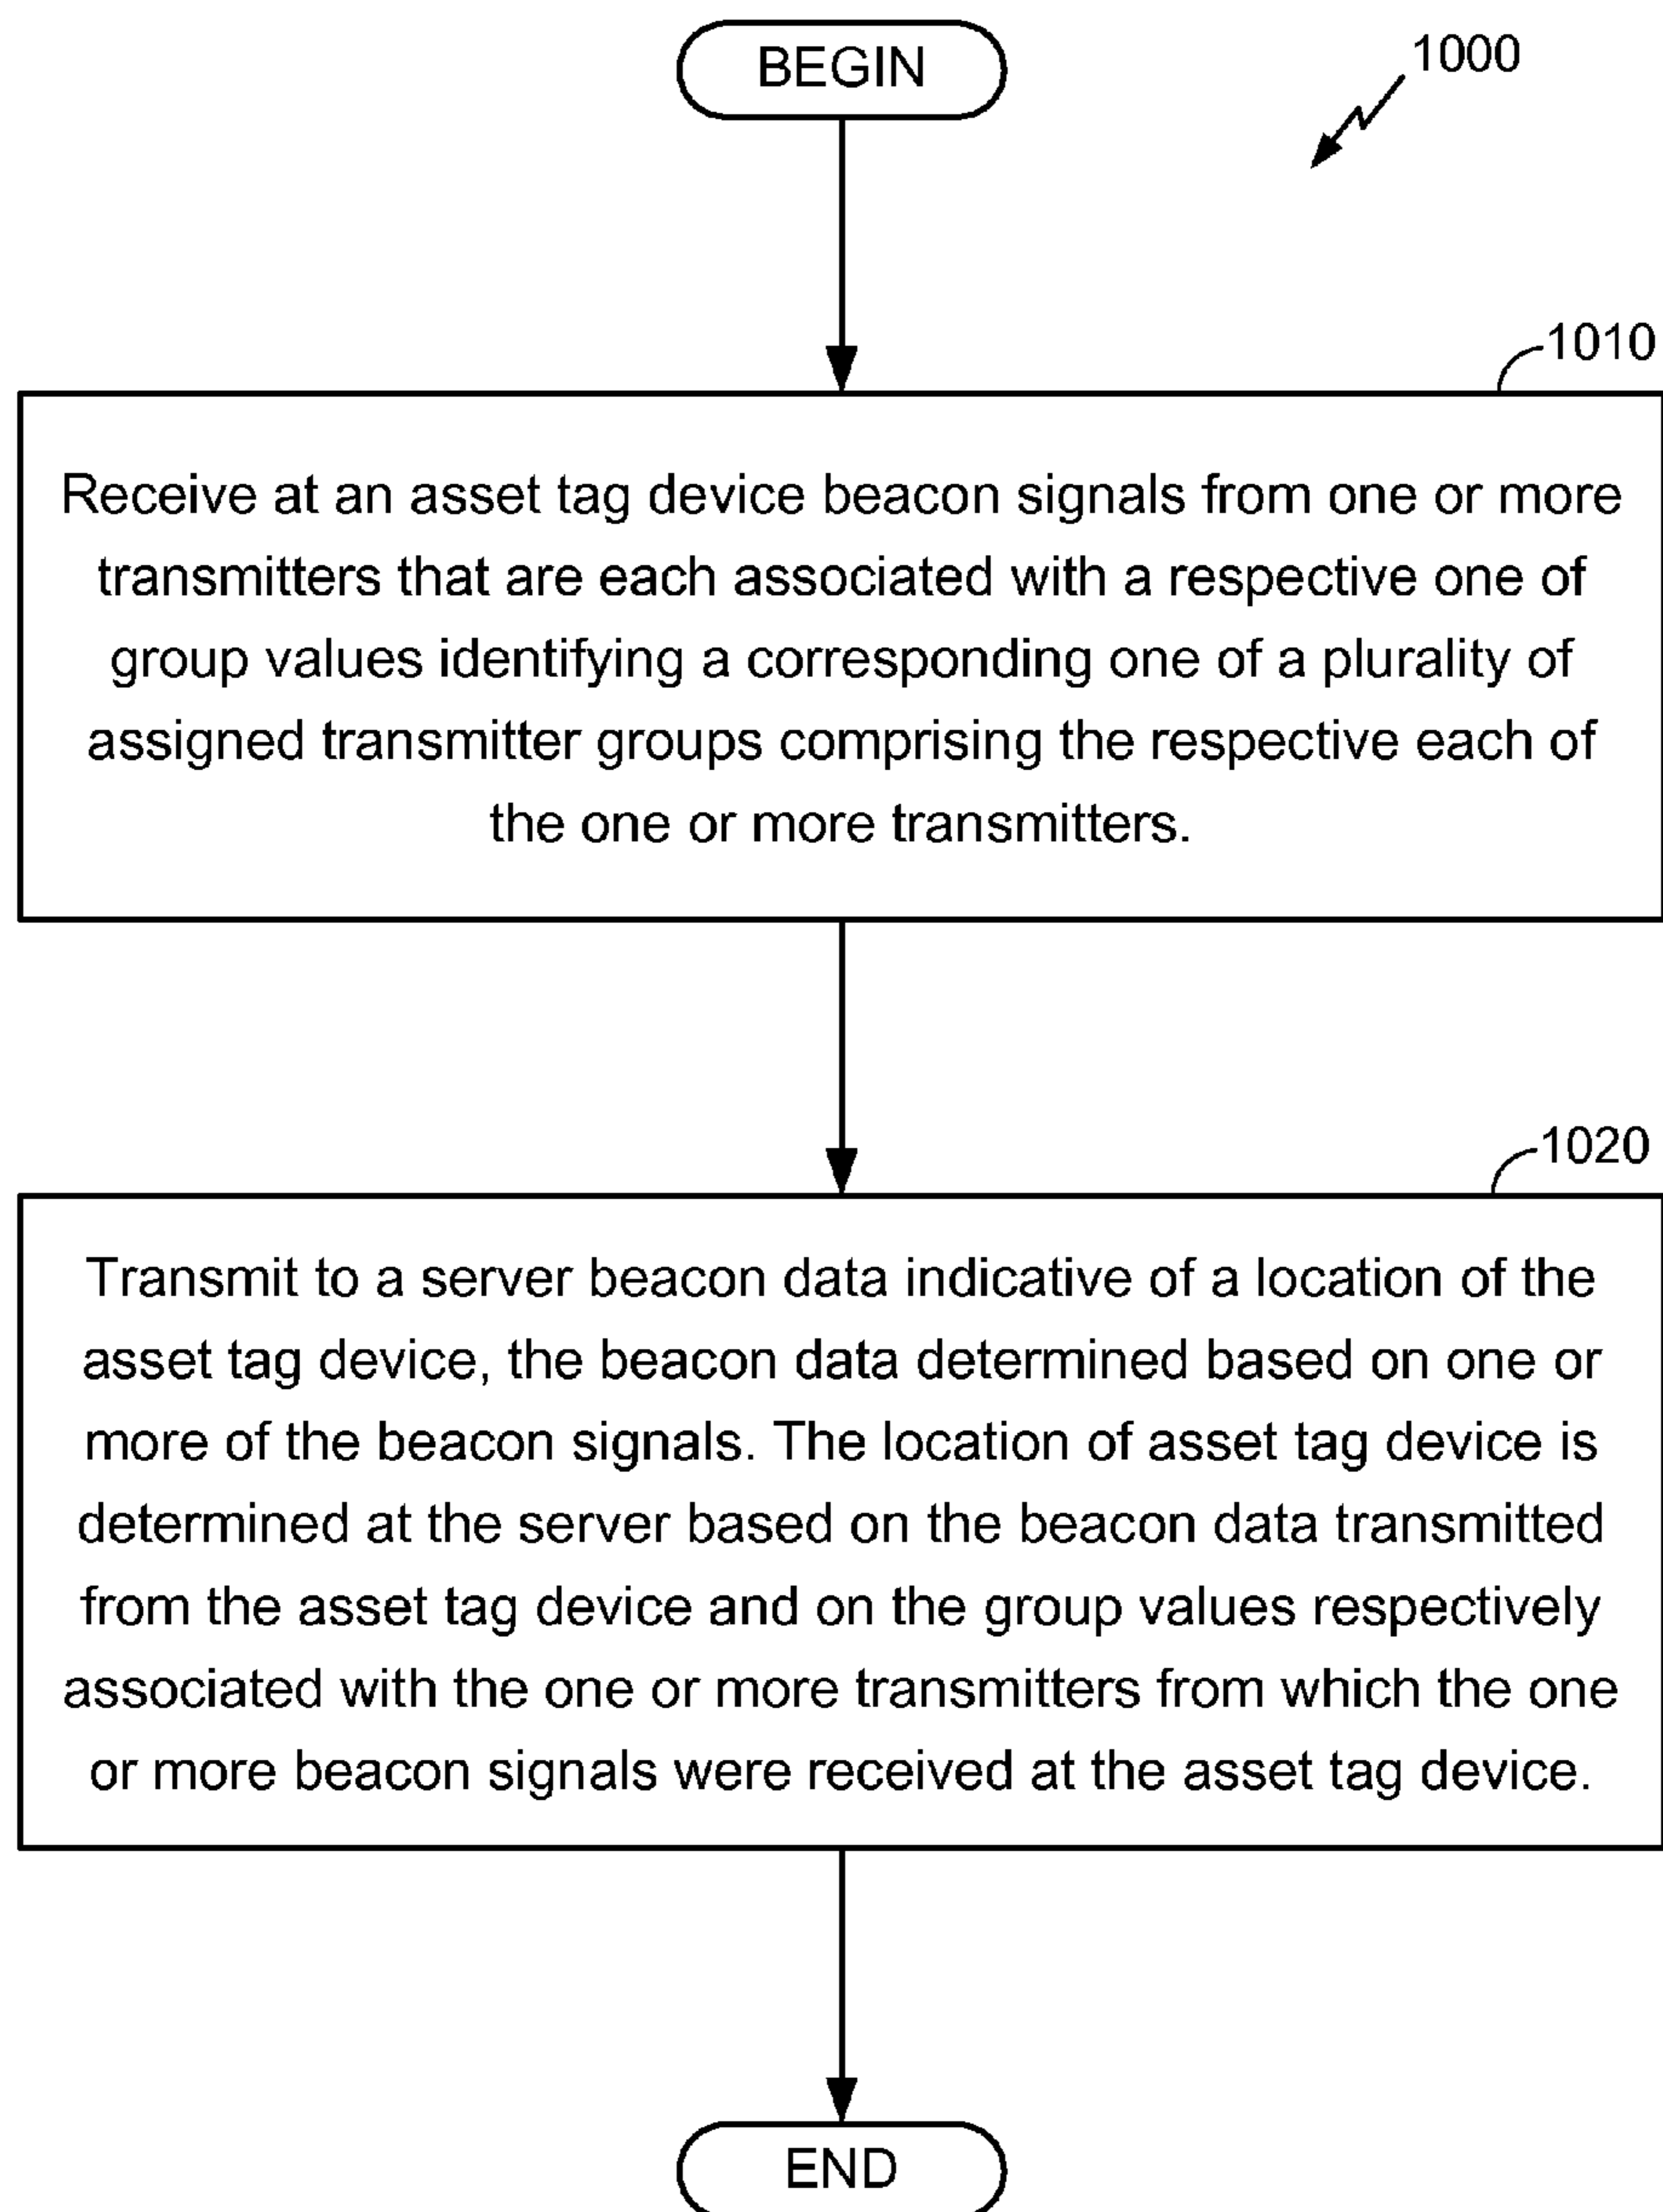 BEGIN
1000
1010
Receive at an asset tag device beacon signals from one or more
transmitters that are each associated with a respective one of
group values identifying a corresponding one of a plurality of
assigned transmitter groups comprising the respective each of
the one or more transmitters.
1020
Transmit to a server beacon data indicative of a location of the
asset tag device, the beacon data determined based on one or
more of the beacon signals. The location of asset tag device is
determined at the server based on the beacon data transmitted
from the asset tag device and on the group values respectively
associated with the one or more transmitters from which the one
or more beacon signals were received at the asset tag device.
END